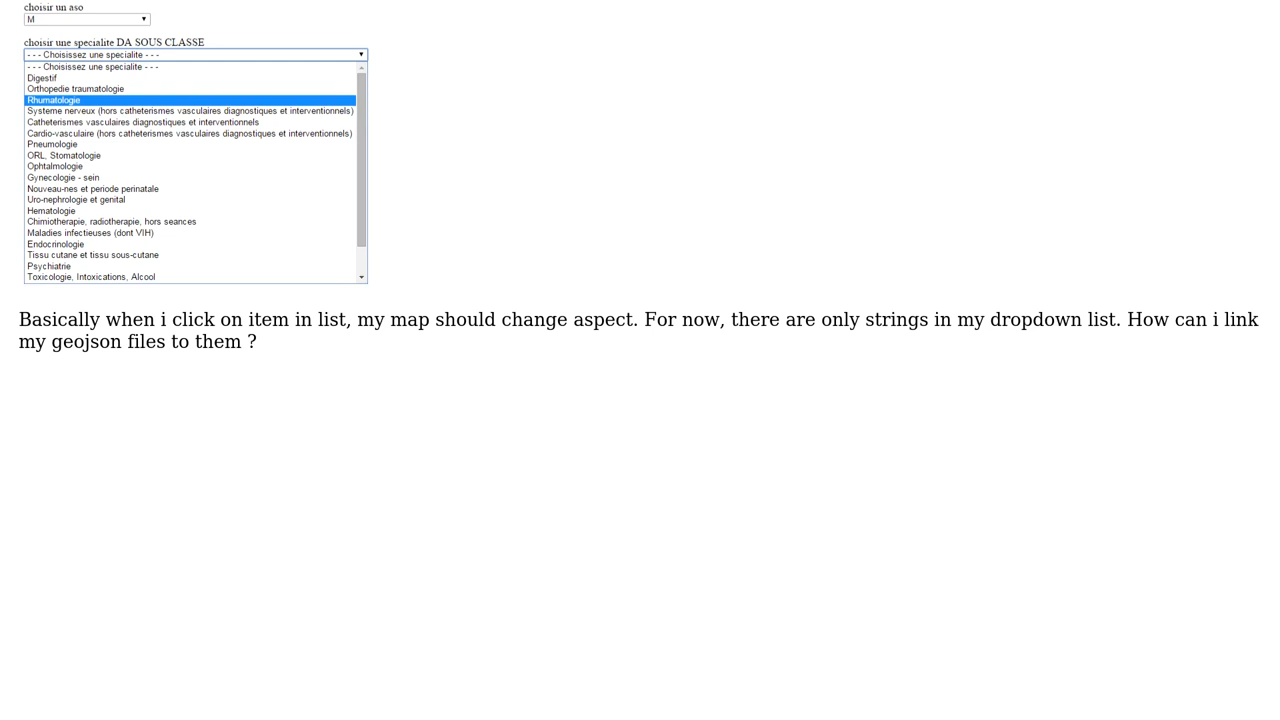 choisir un aso
M
choisir une specialite DA SOUS CLASSE
- - - Choisissez une specialite - - -
- - - Choisissez une specialite - - -
Digestif
Orthopedie traumatologie
Rhumatologie
Systeme nerveux (hors catheterismes vasculaires diagnostiques et interventionnels)
Catheterismes vasculaires diagnostiques et interventionnels
Cardio-vasculaire (hors catheterismes vasculaires diagnostiques et interventionnels)
Pneumologie
ORL, Stomatologie
Ophtalmologie
Gynecologie - sein
Nouveau-nes et periode perinatale
Uro-nephrologie et genital
Hematologie
Chimiotherapie, radiotherapie, hors seances
Maladies infectieuses (dont VIH)
Endocrinologie
Tissu cutane et tissu sous-cutane
Psychiatrie
Toxicologie, Intoxications, Alcool
Basically when i click on item in list, my map should change aspect. For now, there are only strings in my dropdown list. How can i link
my geojson files to them ?